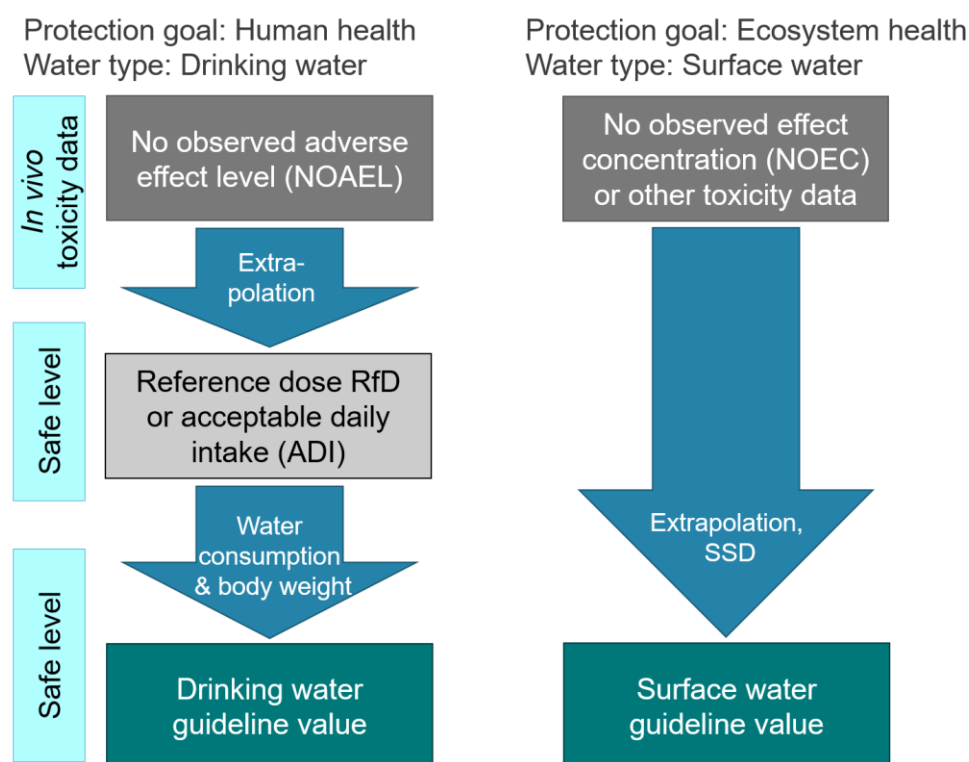 Protection goal: Human health
Water type: Drinking water
Protection goal: Ecosystem health
Water type: Surface water
In vivo
toxicity data
No observed adverse
effect level (NOAEL)
No observed effect
concentration (NOEC)
or other toxicity data
Extra-
polation
Safe level
Reference dose RfD
or acceptable daily
intake (ADI)
Water
consumption
& body weight
Extrapolation,
SSD
Safe level
Drinking water
guideline value
Surface water
guideline value